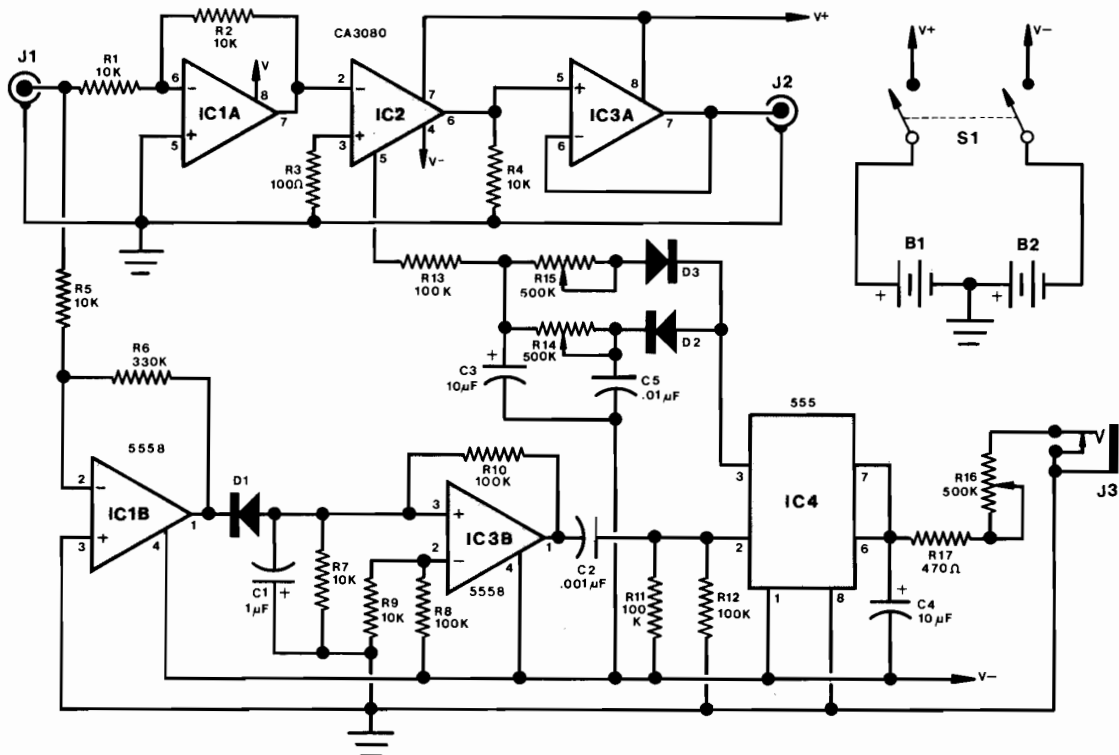 J1
R1
10K
R2
10K
6
−
+
5
IC1A
V
8
7
CA3080
2
−
+
3
IC2
7
4
V−
6
5
R3
100Ω
R4
10K
5
+
−
6
IC3A
8
7
V+
J2
V+
V−
S1
B1
B2
+
+
R5
10K
R13
100K
R15
500K
D3
R14
500K
D2
+
C3
10µF
C5
.01µF
R6
330K
5558
2
−
+
3
IC1B
4
1
D1
C1
1µF
+
R7
10K
R10
100K
3
+
2
−
IC3B
4
1
5558
R9
10K
R8
100K
C2
.001µF
R11
100
K
R12
100K
555
3
7
IC4
2
6
1
8
R17
470Ω
R16
500K
J3
+
C4
10µF
V−